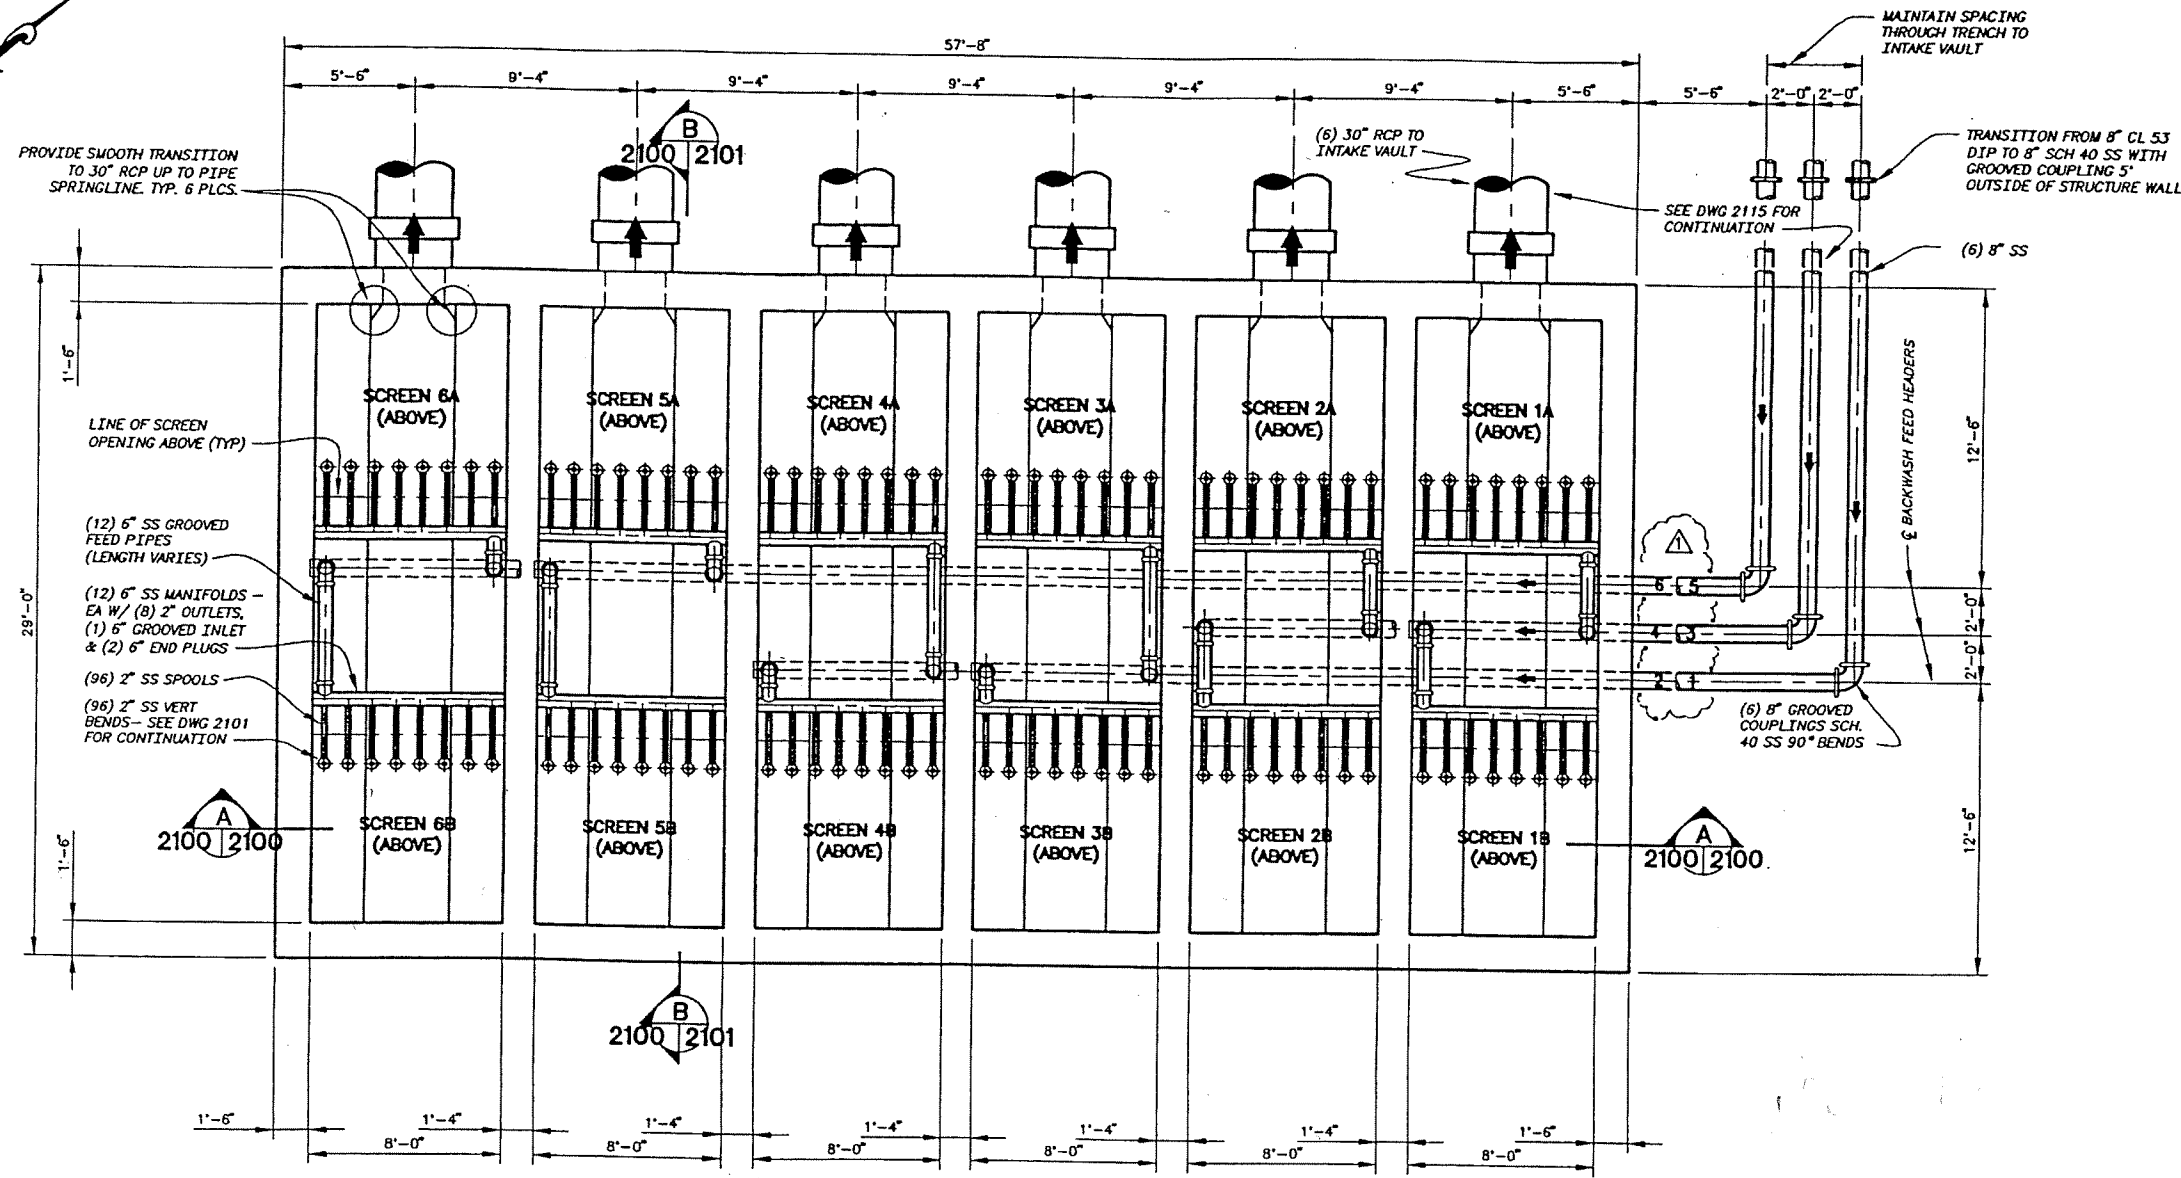 MAINTAIN SPACING
THROUGH TRENCH TO
INTAKE VAULT
57'-8"
5'-6"
9'-4"
9'-4"
9'-4"
9'-4"
9'-4"
5'-6"
5'-6"
2'-0"
2'-0"
PROVIDE SMOOTH TRANSITION
TO 30" RCP UP TO PIPE
SPRINGLINE. TYP. 6 PLCS.
B
2100 2101
(6) 30" RCP TO
INTAKE VAULT
TRANSITION FROM 8" CL 53
DIP TO 8" SCH 40 SS WITH
GROOVED COUPLING 5'
OUTSIDE OF STRUCTURE WALL
SEE DWG 2115 FOR
CONTINUATION
(6) 8" SS
1'-6"
29'-0"
SCREEN 6A
(ABOVE)
SCREEN 5A
(ABOVE)
SCREEN 4A
(ABOVE)
SCREEN 3A
(ABOVE)
SCREEN 2A
(ABOVE)
SCREEN 1A
(ABOVE)
LINE OF SCREEN
OPENING ABOVE (TYP)
12'-6"
℄ BACKWASH FEED HEADERS
(12) 6" SS GROOVED
FEED PIPES
(LENGTH VARIES)
(12) 6" SS MANIFOLDS -
EA W/ (8) 2" OUTLETS,
(1) 6" GROOVED INLET
& (2) 6" END PLUGS
(96) 2" SS SPOOLS
(96) 2" SS VERT
BENDS- SEE DWG 2101
FOR CONTINUATION
1
6 5
4 3
2 1
2'-0"
2'-0"
(6) 8" GROOVED
COUPLINGS SCH.
40 SS 90° BENDS
12'-6"
A
2100 2100
SCREEN 6B
(ABOVE)
SCREEN 5B
(ABOVE)
SCREEN 4B
(ABOVE)
SCREEN 3B
(ABOVE)
SCREEN 2B
(ABOVE)
SCREEN 1B
(ABOVE)
A
2100 2100
1'-6"
B
2100 2101
1'-6"
1'-4"
1'-4"
1'-4"
1'-4"
1'-4"
1'-6"
8'-0"
8'-0"
8'-0"
8'-0"
8'-0"
8'-0"